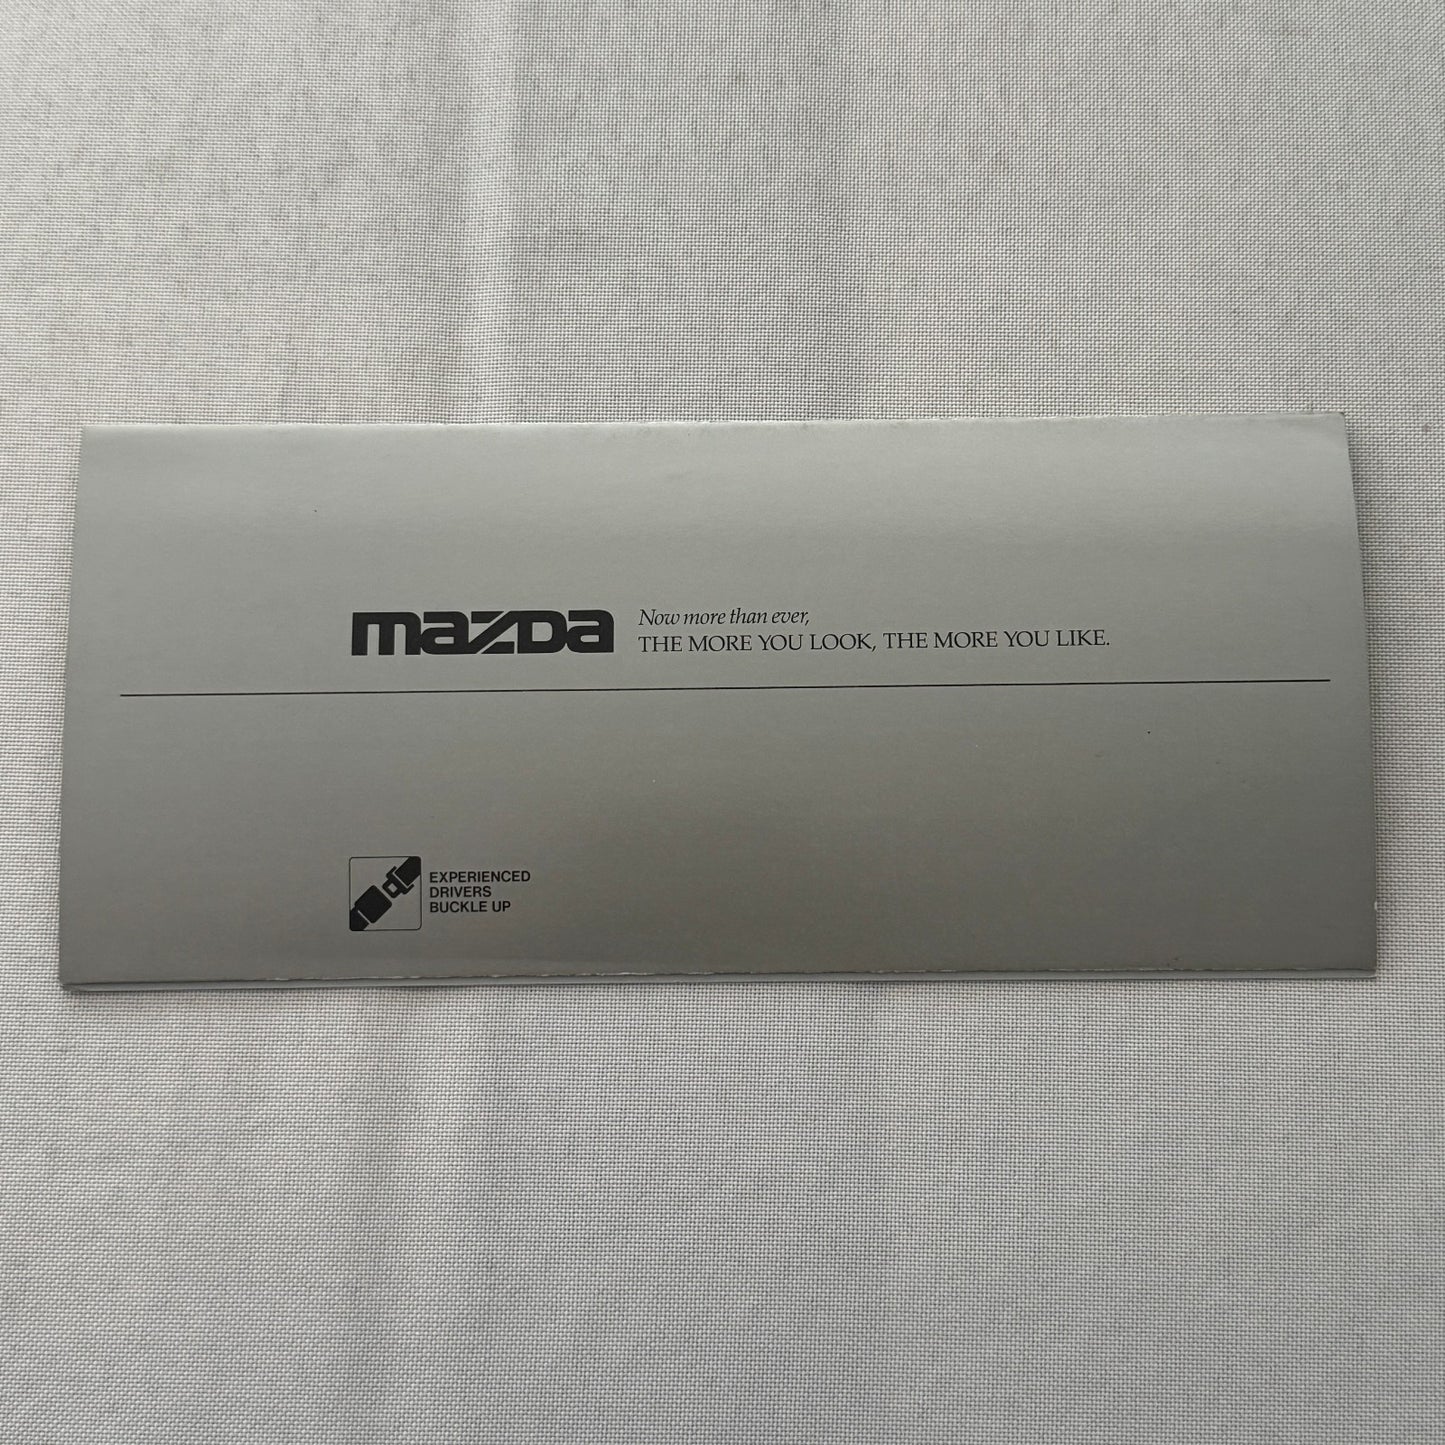 mazda
Now more than ever,
THE MORE YOU LOOK, THE MORE YOU LIKE.
EXPERIENCED
DRIVERS
BUCKLE UP